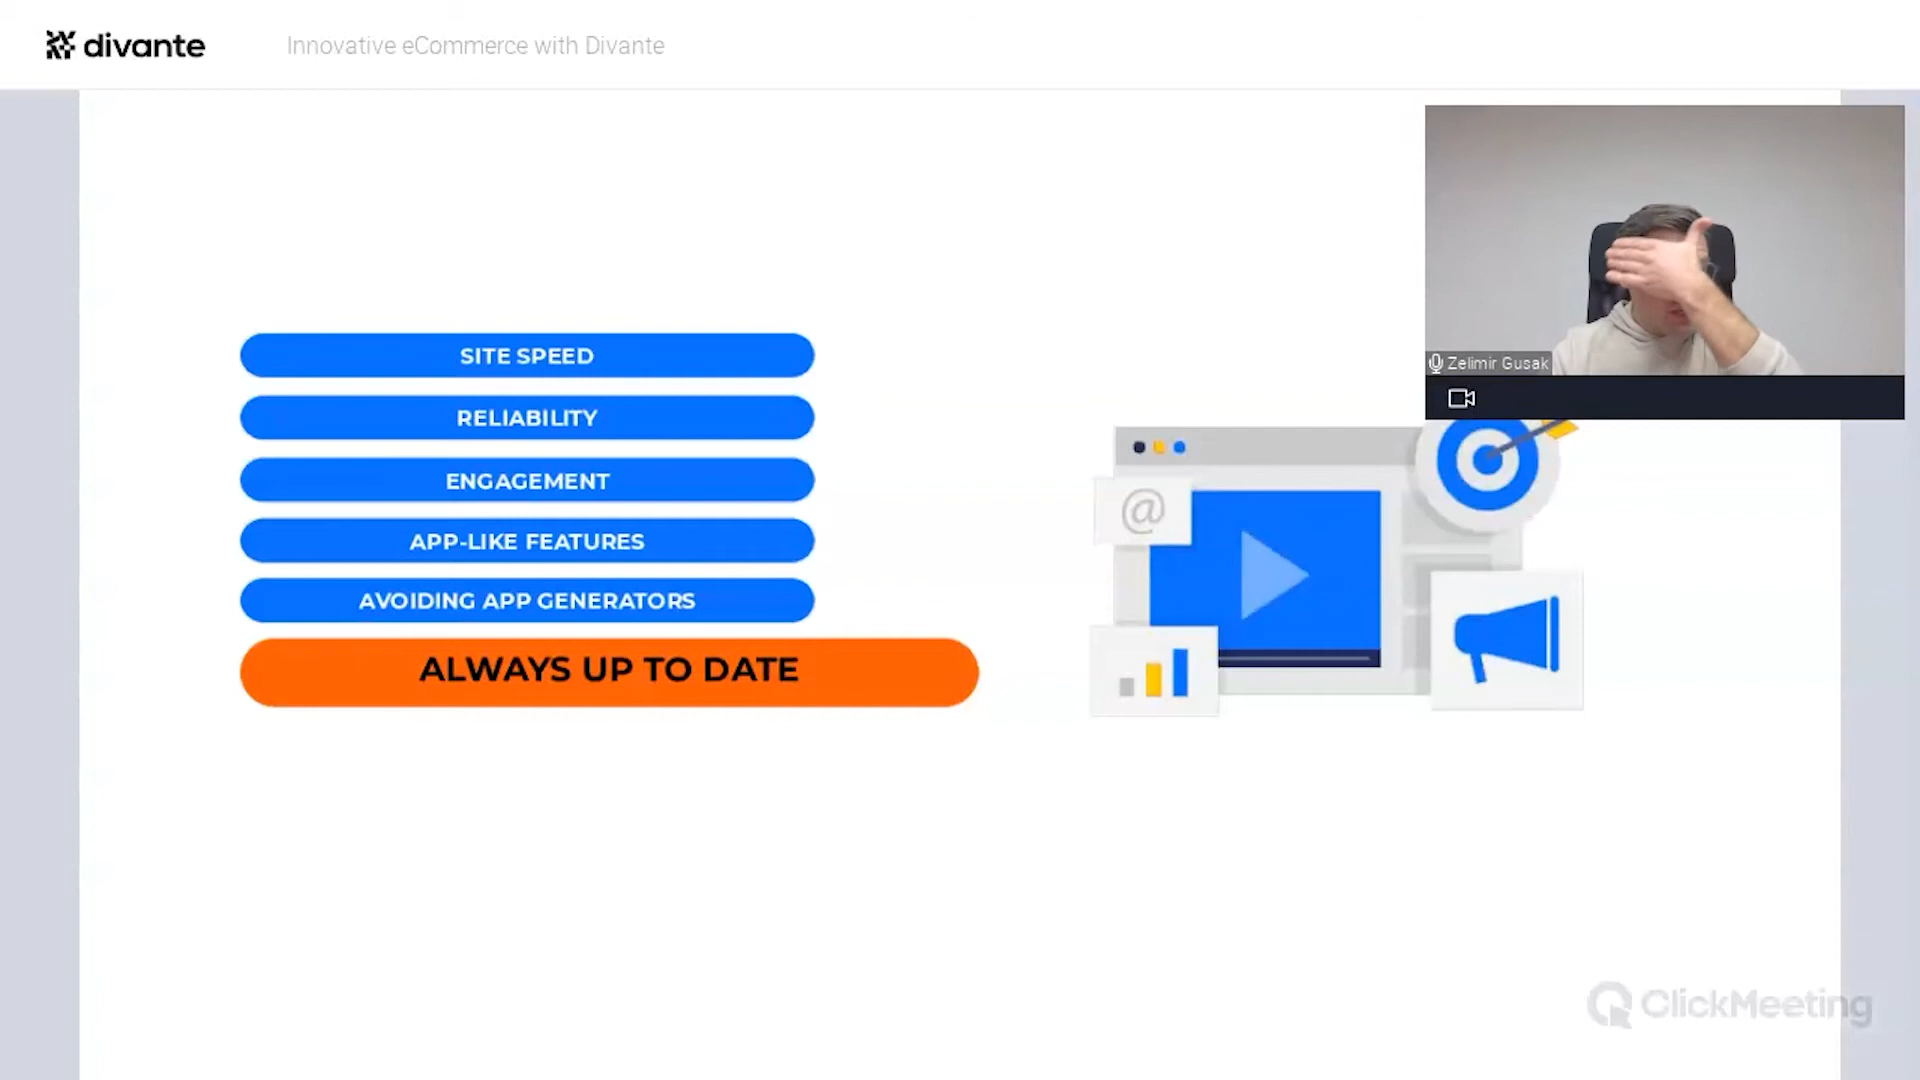 divante
Innovative eCommerce with Divante
Zelimir Gusak
SITE SPEED
RELIABILITY
ENGAGEMENT
APP-LIKE FEATURES
AVOIDING APP GENERATORS
ALWAYS UP TO DATE
@
ClickMeeting